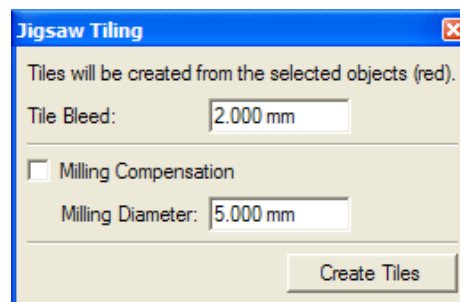 Jigsaw Tiling
Tiles will be created from the selected objects (red).
Tile Bleed: 2.000 mm
Milling Compensation
Milling Diameter: 5.000 mm
Create Tiles